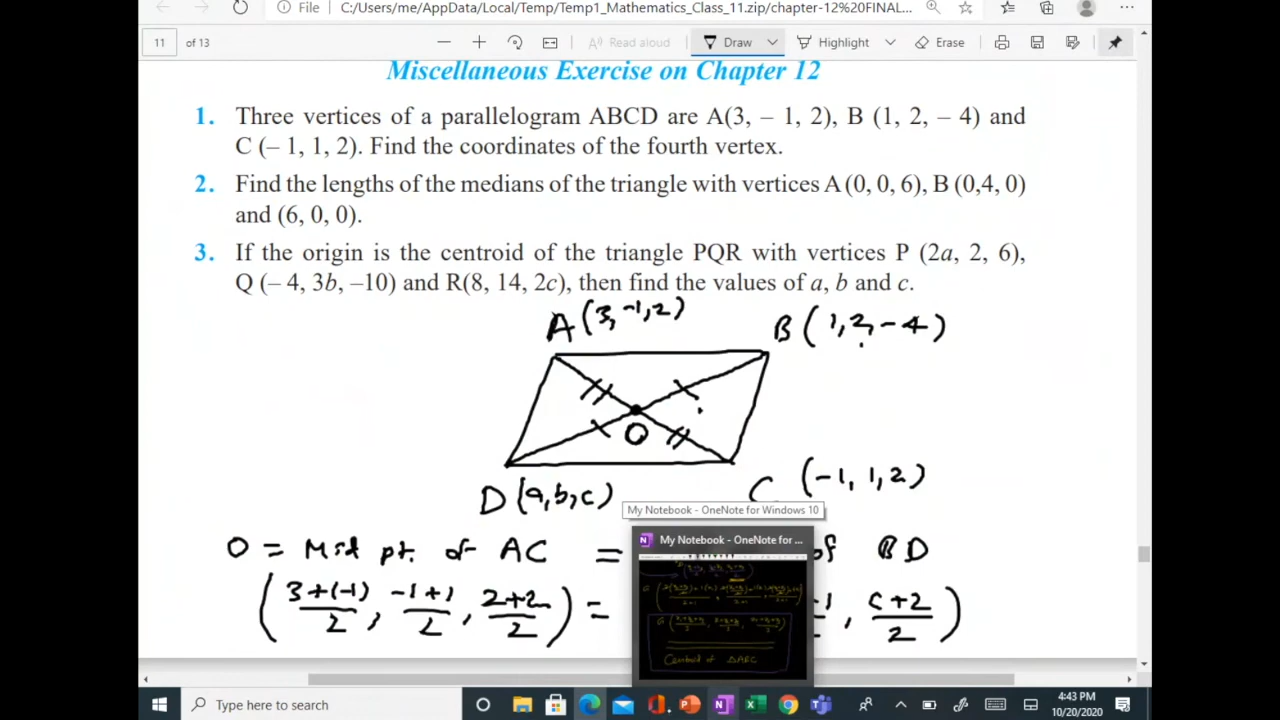 File C:/Users/me/AppData/Local/Temp/Temp1_Mathematics_Class_11.zip/chapter-12%20FINAL...
11 of 13 Read aloud Draw Highlight Erase
Miscellaneous Exercise on Chapter 12
1. Three vertices of a parallelogram ABCD are A(3, – 1, 2), B (1, 2, – 4) and
C (– 1, 1, 2). Find the coordinates of the fourth vertex.
2. Find the lengths of the medians of the triangle with vertices A (0, 0, 6), B (0,4, 0)
and (6, 0, 0).
3. If the origin is the centroid of the triangle PQR with vertices P (2a, 2, 6),
Q (– 4, 3b, –10) and R(8, 14, 2c), then find the values of a, b and c.
A (3, -1, 2)
B (1, 2, -4)
O
D (a, b, c)
C (-1, 1, 2)
My Notebook - OneNote for Windows 10
My Notebook - OneNote for ...
O = Mid pt. of AC = of BD
(3+(-1)/2, -1+1/2, 2+2/2) = , c+2/2)
Centroid of
Type here to search
4:43 PM
10/20/2020